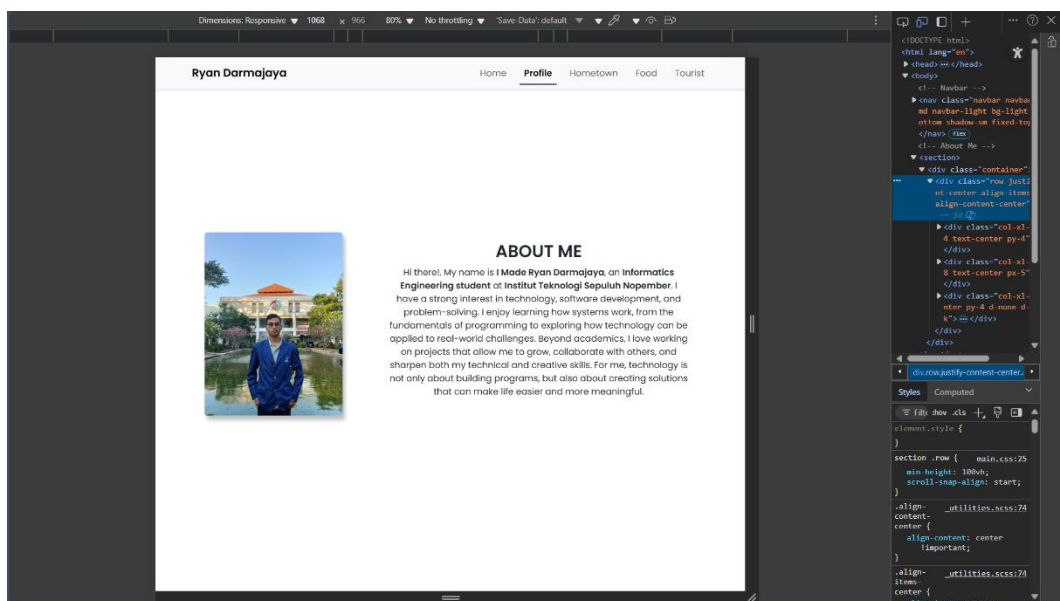 Dimensions: Responsive 1068 x 966 80% No throttling 'Save-Data': default
Ryan Darmajaya Home Profile Hometown Food Tourist
ABOUT ME
Hi there!, My name is I Made Ryan Darmajaya, an Informatics
Engineering student at Institut Teknologi Sepuluh Nopember. I
have a strong interest in technology, software development, and
problem-solving. I enjoy learning how systems work, from the
fundamentals of programming to exploring how technology can be
applied to real-world challenges. Beyond academics, I love working
on projects that allow me to grow, collaborate with others, and
sharpen both my technical and creative skills. For me, technology is
not only about building programs, but also about creating solutions
that can make life easier and more meaningful.
<!DOCTYPE html>
<html lang="en">
<head> </head>
<body>
<!-- Navbar -->
<nav class="navbar navba
md navbar-light bg-light
ottom shadow-sm fixed-top
</nav> flex
<!-- About Me -->
<section>
<div class="container"
<div class="row justi
nt-center align-items
align-content-center"
<div class="col-xl-
4 text-center py-4"
</div>
<div class="col-xl-
8 text-center px-5"
</div>
<div class="col-xl-
nter py-4 d-none d-
k"> </div>
</div>
</div>
div.row.justify-content-center.
Styles Computed
:hov .cls
element.style {
}
section .row { main.css:25
min-height: 100vh;
scroll-snap-align: start;
}
.align- _utilities.scss:74
content-
center {
align-content: center
!important;
}
.align- _utilities.scss:74
items-
center {